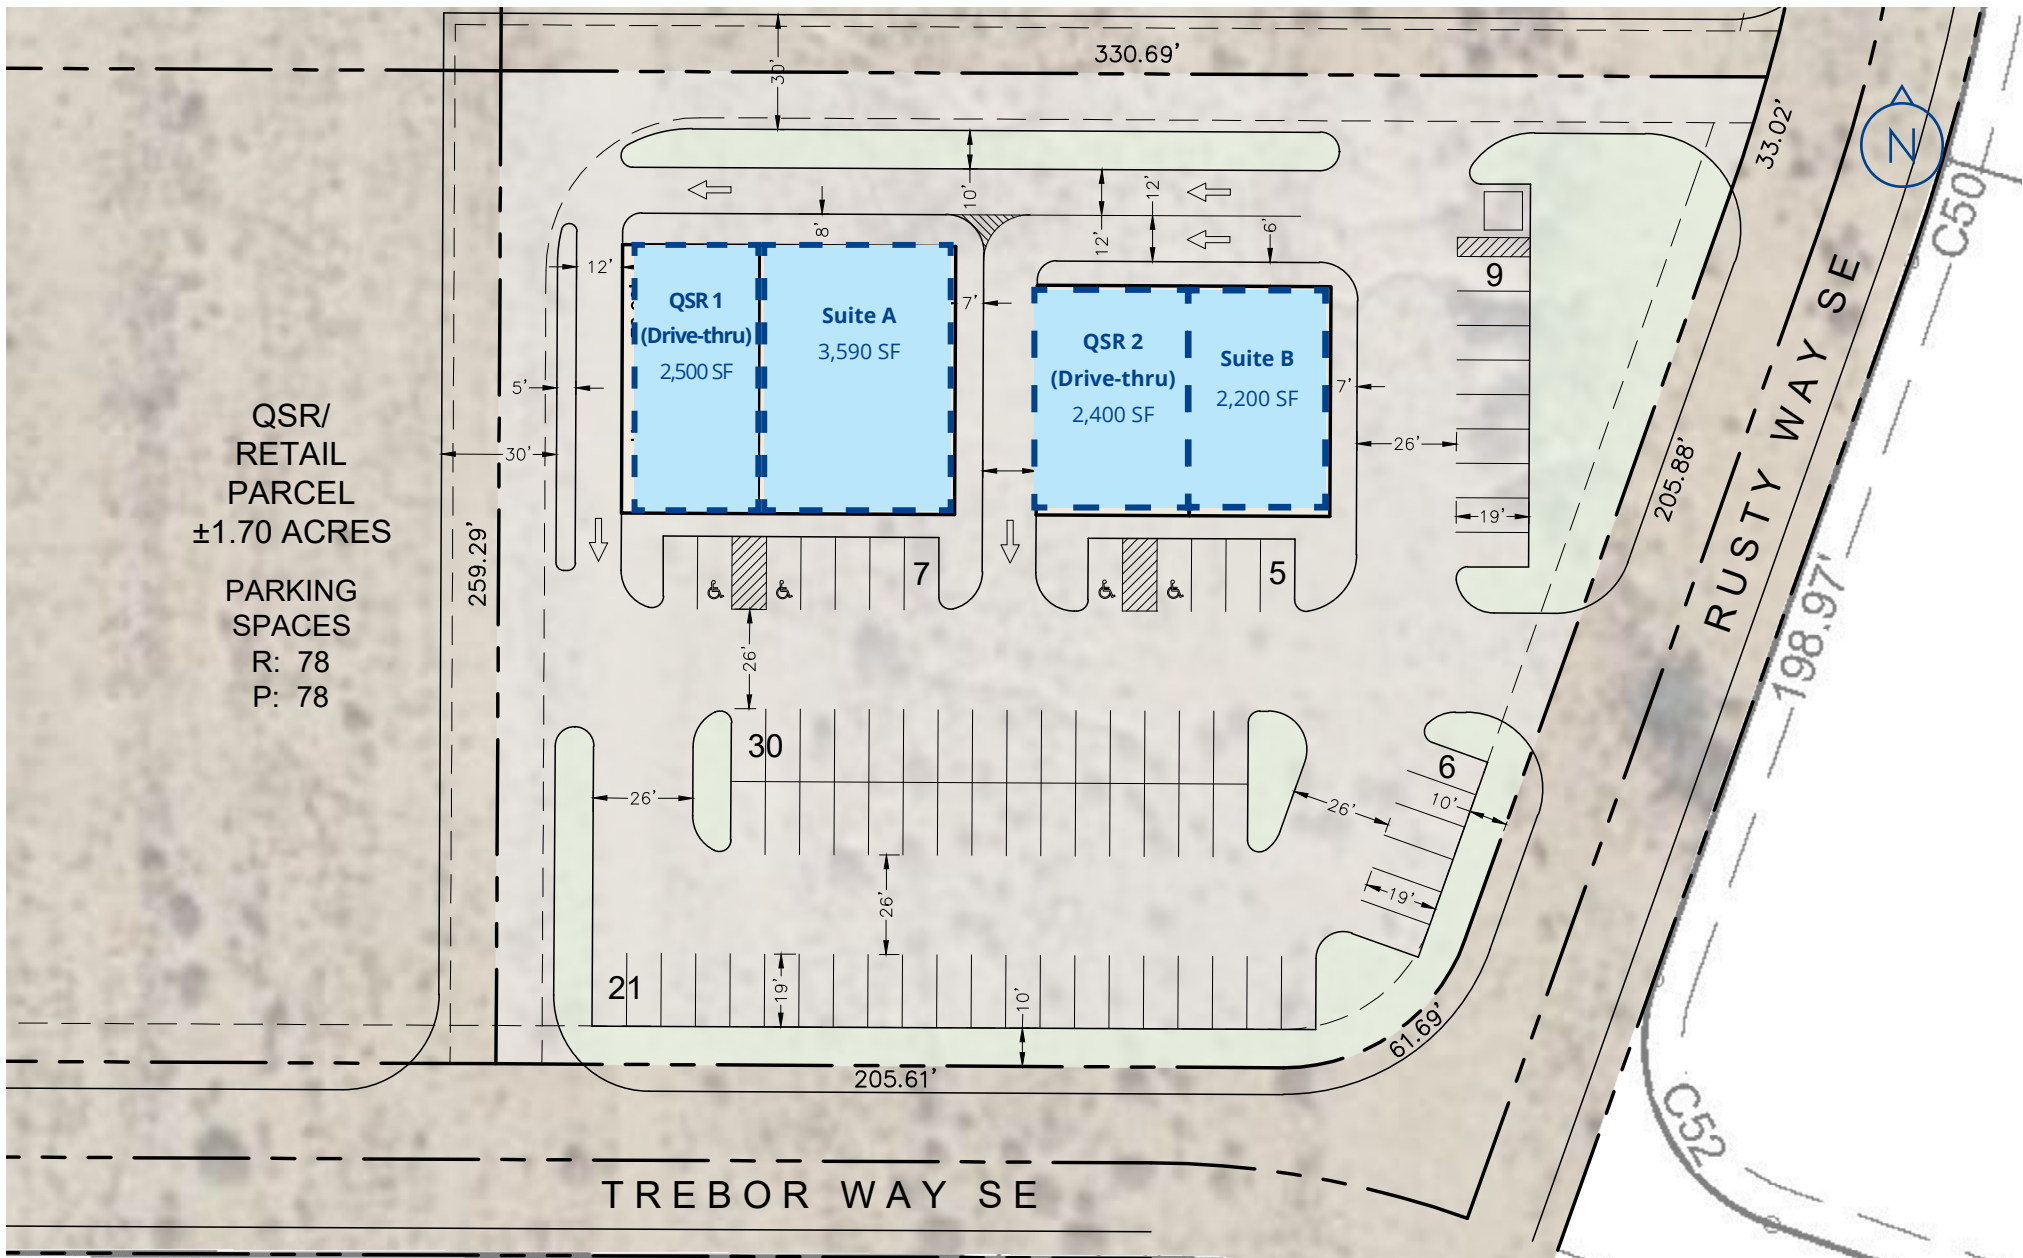 330.69'
30'
33.02'
N
C50
10'
12'
12'
8'
12'
6'
9
12'
QSR 1
(Drive-thru)
2,500 SF
Suite A
3,590 SF
7'
QSR 2
(Drive-thru)
2,400 SF
Suite B
2,200 SF
7'
5'
30'
26'
19'
205.88'
RUSTY WAY SE
198.97'
QSR/
RETAIL
PARCEL
±1.70 ACRES
PARKING
SPACES
R: 78
P: 78
259.29'
7
5
26'
30
6
10'
26'
26'
19'
26'
21
19'
10'
61.69'
205.61'
C52
TREBOR WAY SE